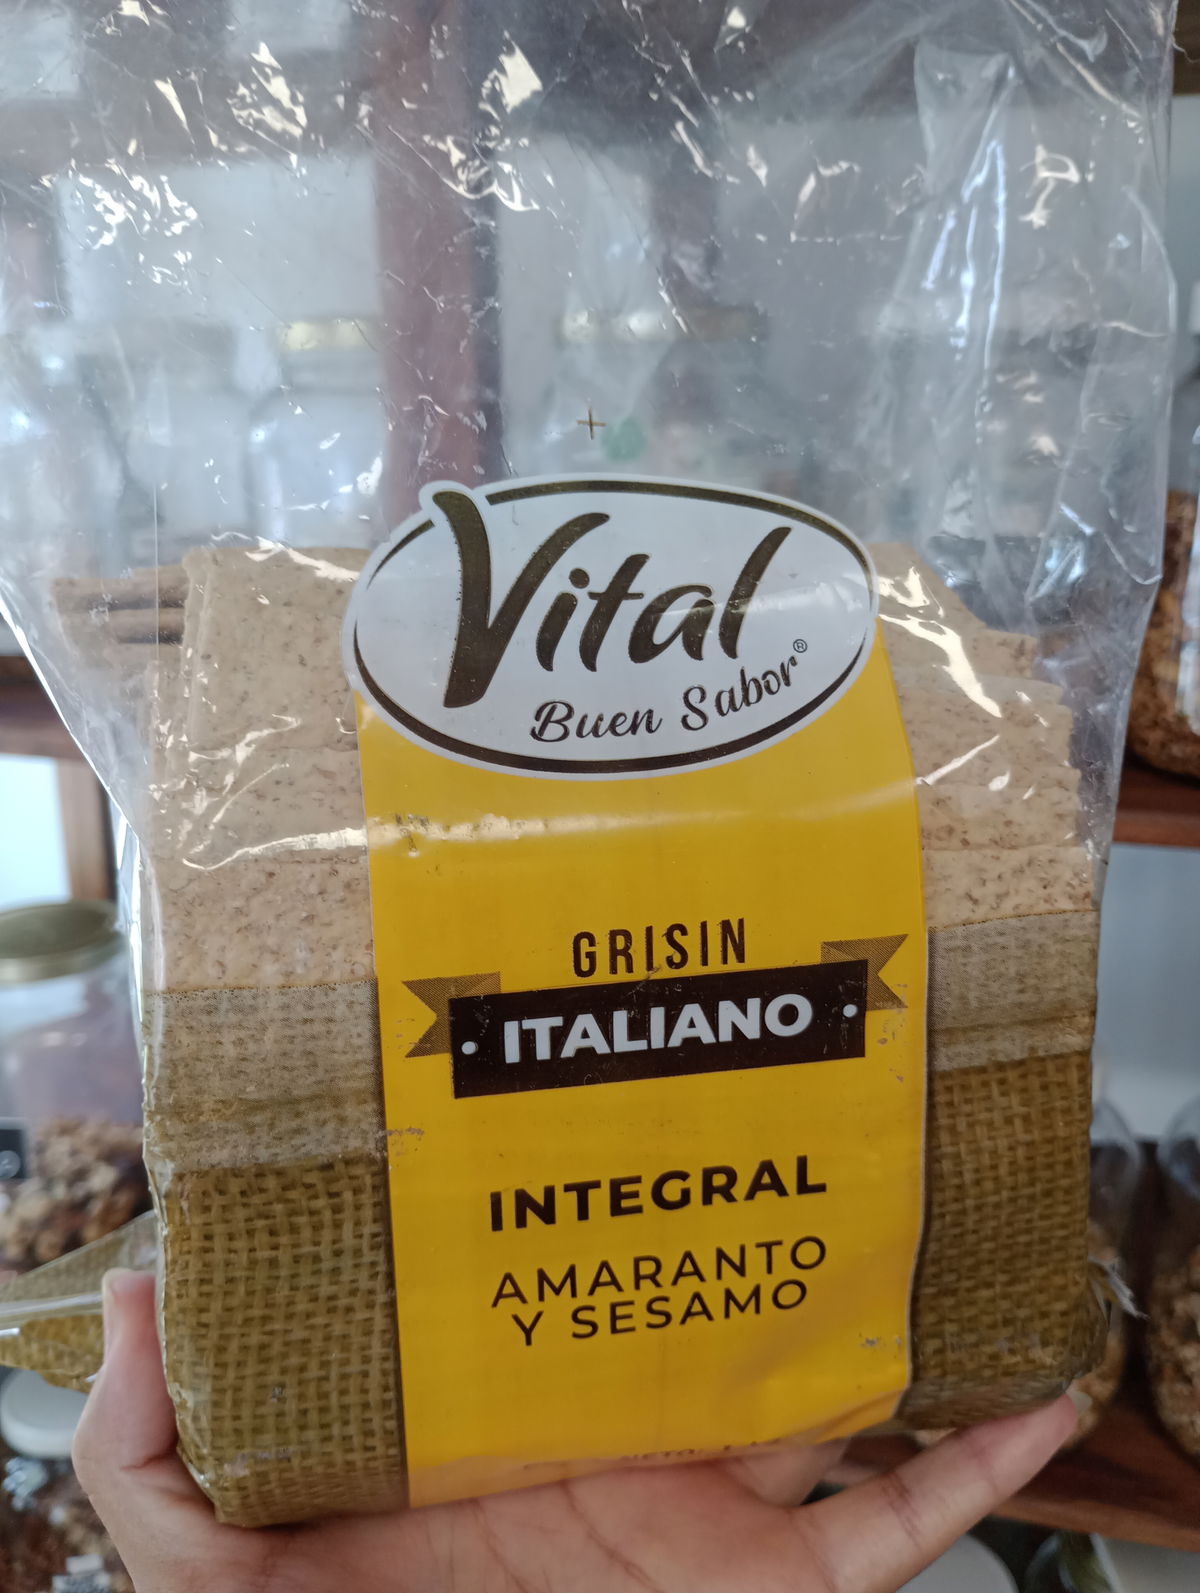 Vital
Buen Sabor®
GRISIN
ITALIANO
INTEGRAL
AMARANTO
Y SESAMO